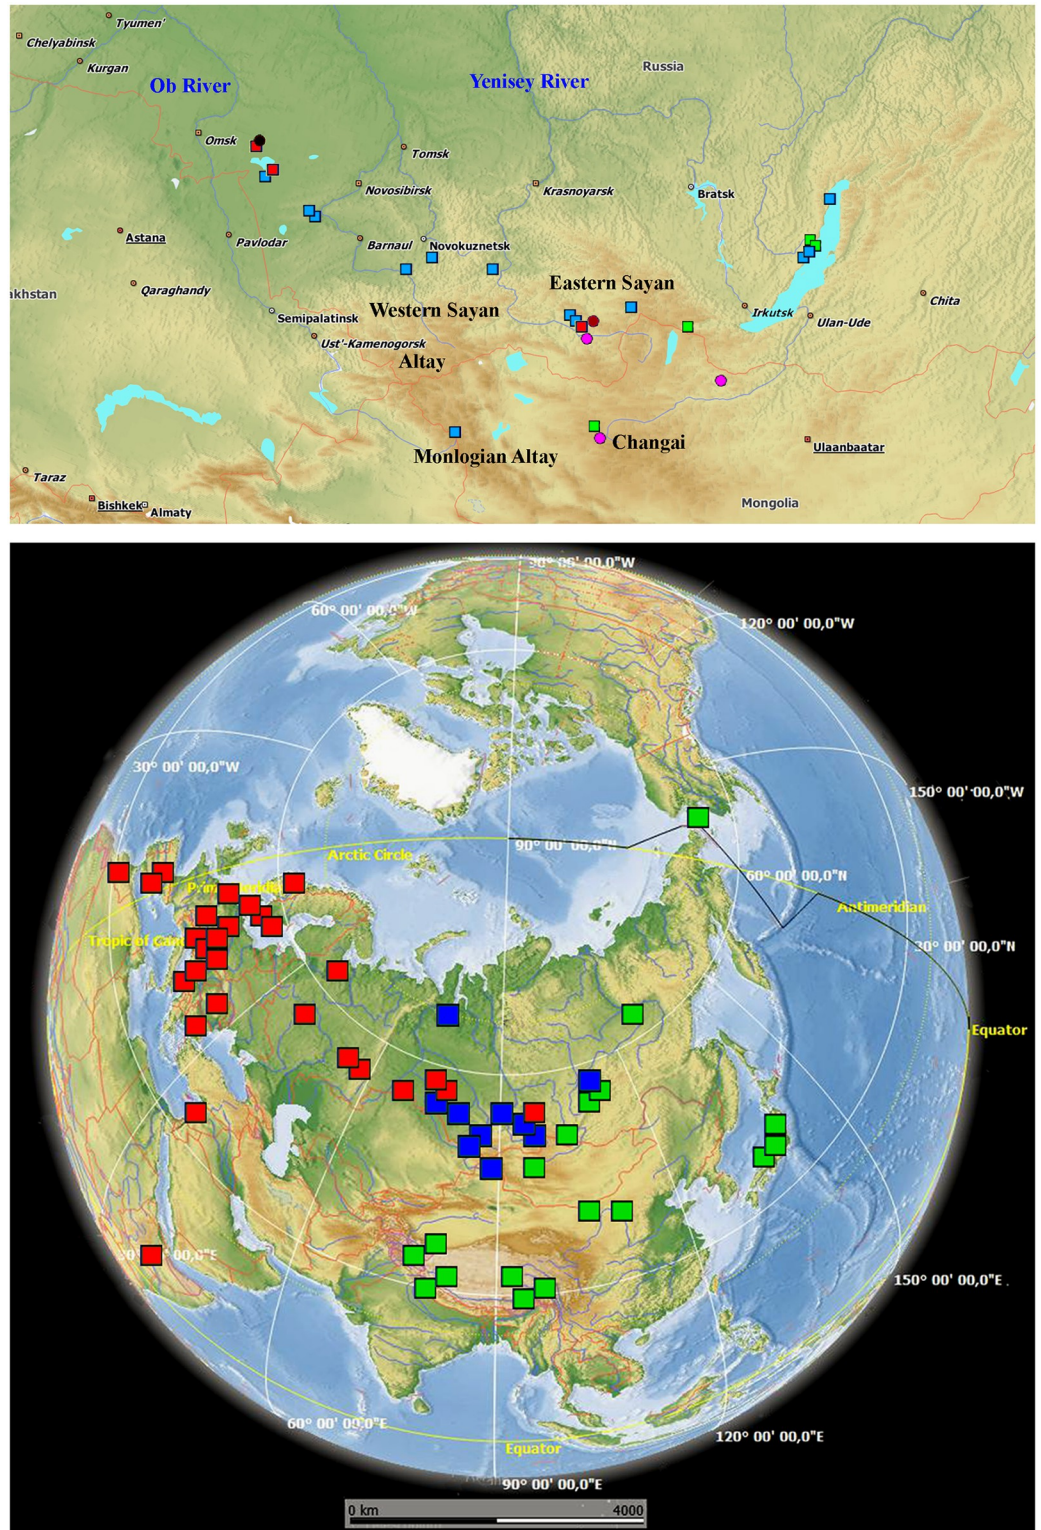 Tyumen'
Chelyabinsk
Kurgan
Ob River
Yenisey River
Russia
Omsk
Tomsk
Novosibirsk
Krasnoyarsk
Bratsk
Astana
Pavlodar
Barnaul
Novokuznetsk
Qaraghandy
akhstan
Eastern Sayan
Chita
Western Sayan
Semipalatinsk
Irkutsk
Ulan-Ude
Ust'-Kamenogorsk
Altay
Changai
Ulaanbaatar
Monlogian Altay
Taraz
Bishkek
Almaty
Mongolia
90° 00' 00,0"W
60° 00' 00,0"W
120° 00' 00,0"W
30° 00' 00,0"W
150° 00' 00,0"W
Arctic Circle
90° 00' 00,0"N
60° 00' 00,0"N
Antimeridian
Tropic of
30° 00' 00,0"N
Equator
00,0"E
150° 00' 00,0"E
60° 00' 00,0"E
120° 00' 00,0"E
Equator
90° 00' 00,0"E
0 km 4000